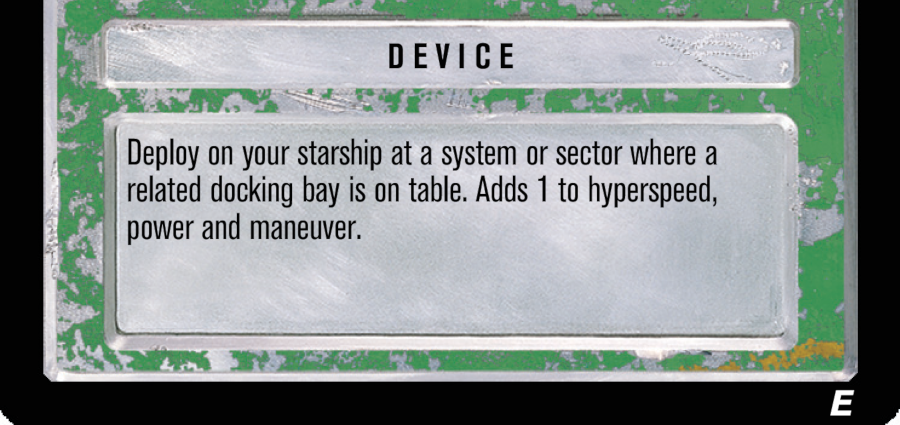 DEVICE
Deploy on your starship at a system or sector where a
related docking bay is on table. Adds 1 to hyperspeed,
power and maneuver.
E